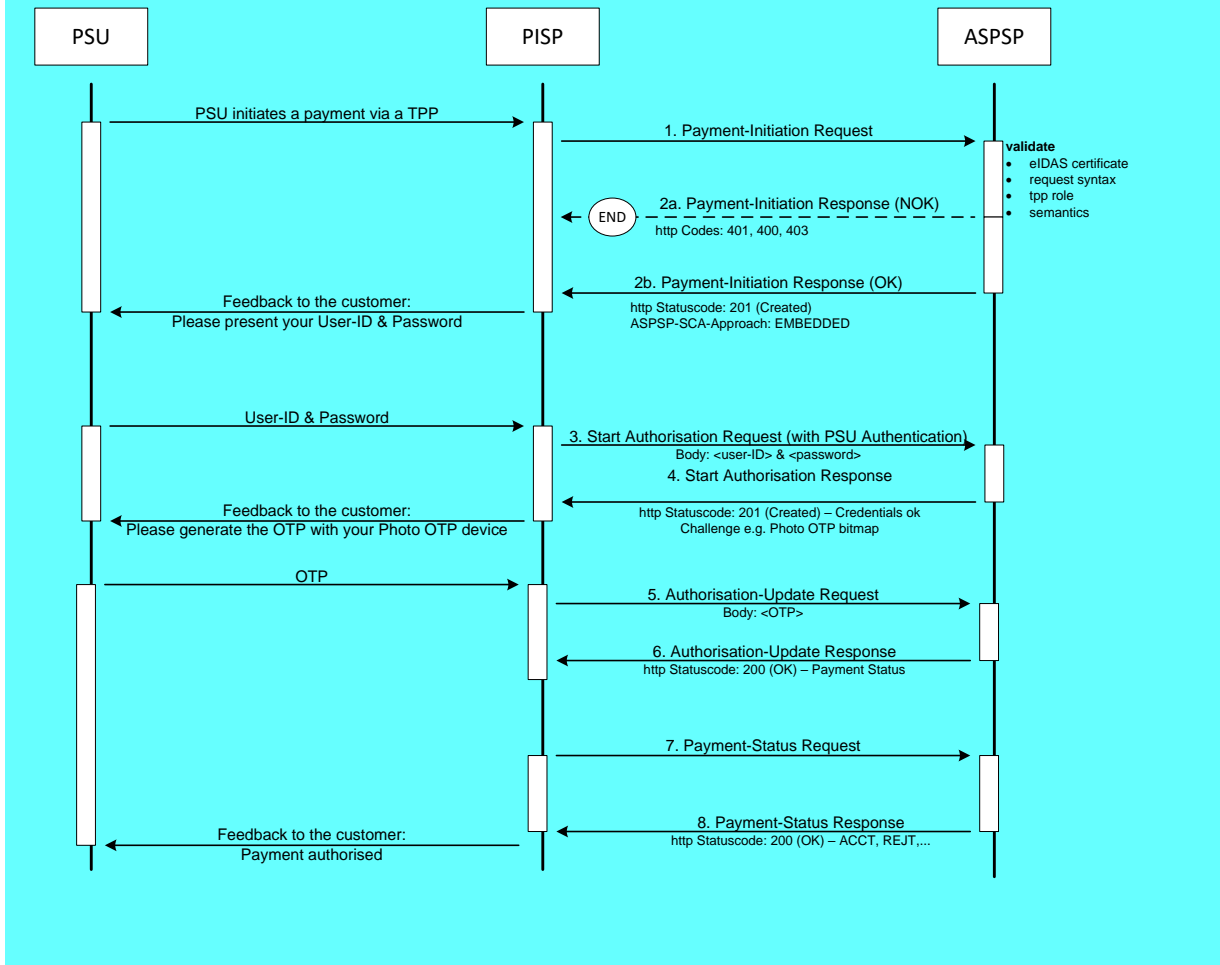 PSU
PISP
ASPSP
PSU initiates a payment via a TPP
1. Payment-Initiation Request
validate
• eIDAS certificate
• request syntax
• tpp role
• semantics
2a. Payment-Initiation Response (NOK)
END
http Codes: 401, 400, 403
2b. Payment-Initiation Response (OK)
http Statuscode: 201 (Created)
ASPSP-SCA-Approach: EMBEDDED
Feedback to the customer:
Please present your User-ID & Password
User-ID & Password
3. Start Authorisation Request (with PSU Authentication)
Body: <user-ID> & <password>
4. Start Authorisation Response
http Statuscode: 201 (Created) – Credentials ok
Challenge e.g. Photo OTP bitmap
Feedback to the customer:
Please generate the OTP with your Photo OTP device
OTP
5. Authorisation-Update Request
Body: <OTP>
6. Authorisation-Update Response
http Statuscode: 200 (OK) – Payment Status
7. Payment-Status Request
8. Payment-Status Response
http Statuscode: 200 (OK) – ACCT, REJT,...
Feedback to the customer:
Payment authorised